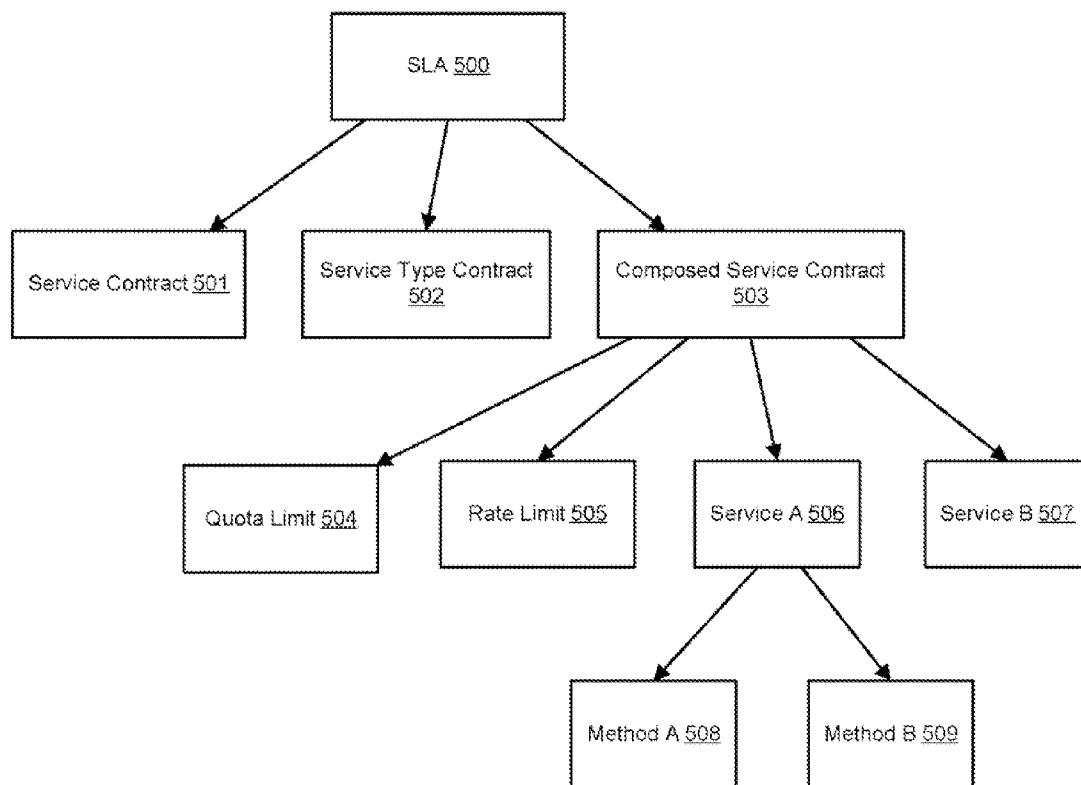 SLA 500
Service Contract 501
Service Type Contract
502
Composed Service Contract
503
Quota Limit 504
Rate Limit 505
Service A 506
Service B 507
Method A 508
Method B 509